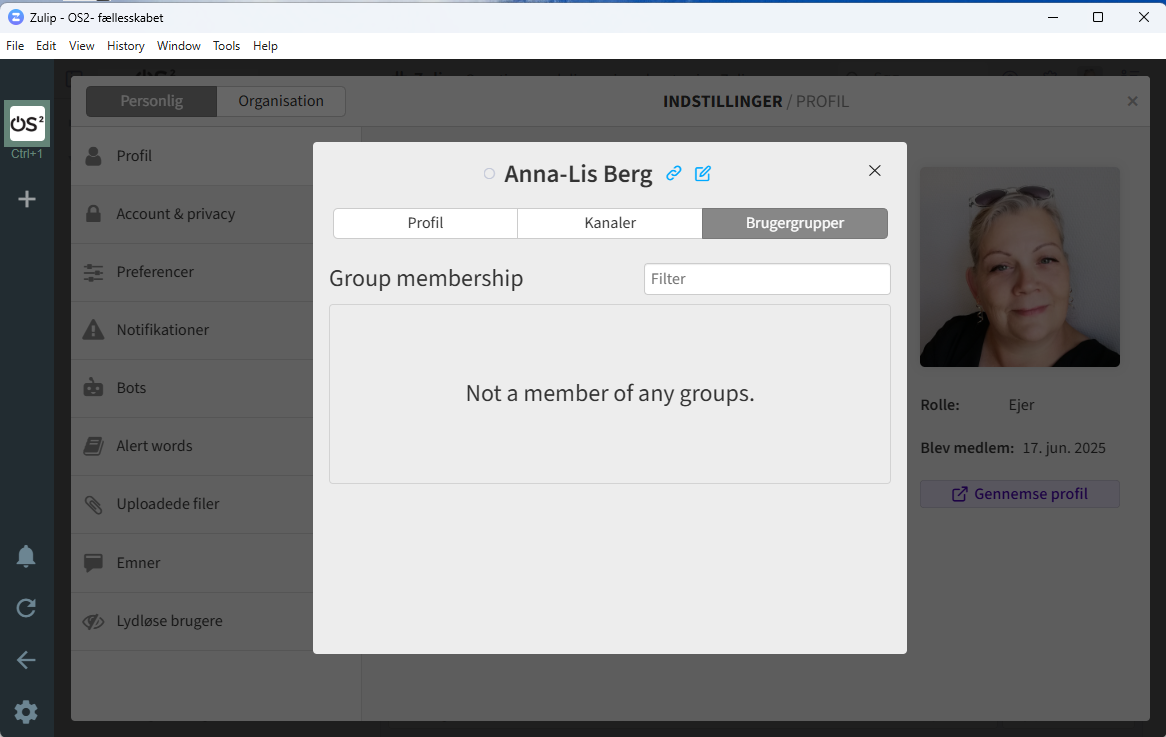 Zulip - OS2- fællesskabet
File Edit View History Window Tools Help
OS²
Ctrl+1
Personlig
Organisation
INDSTILLINGER / PROFIL
Profil
Account & privacy
Preferencer
Notifikationer
Bots
Alert words
Uploadede filer
Emner
Lydløse brugere
Anna-Lis Berg
Profil
Kanaler
Brugergrupper
Group membership
Filter
Not a member of any groups.
Rolle: Ejer
Blev medlem: 17. jun. 2025
Gennemse profil